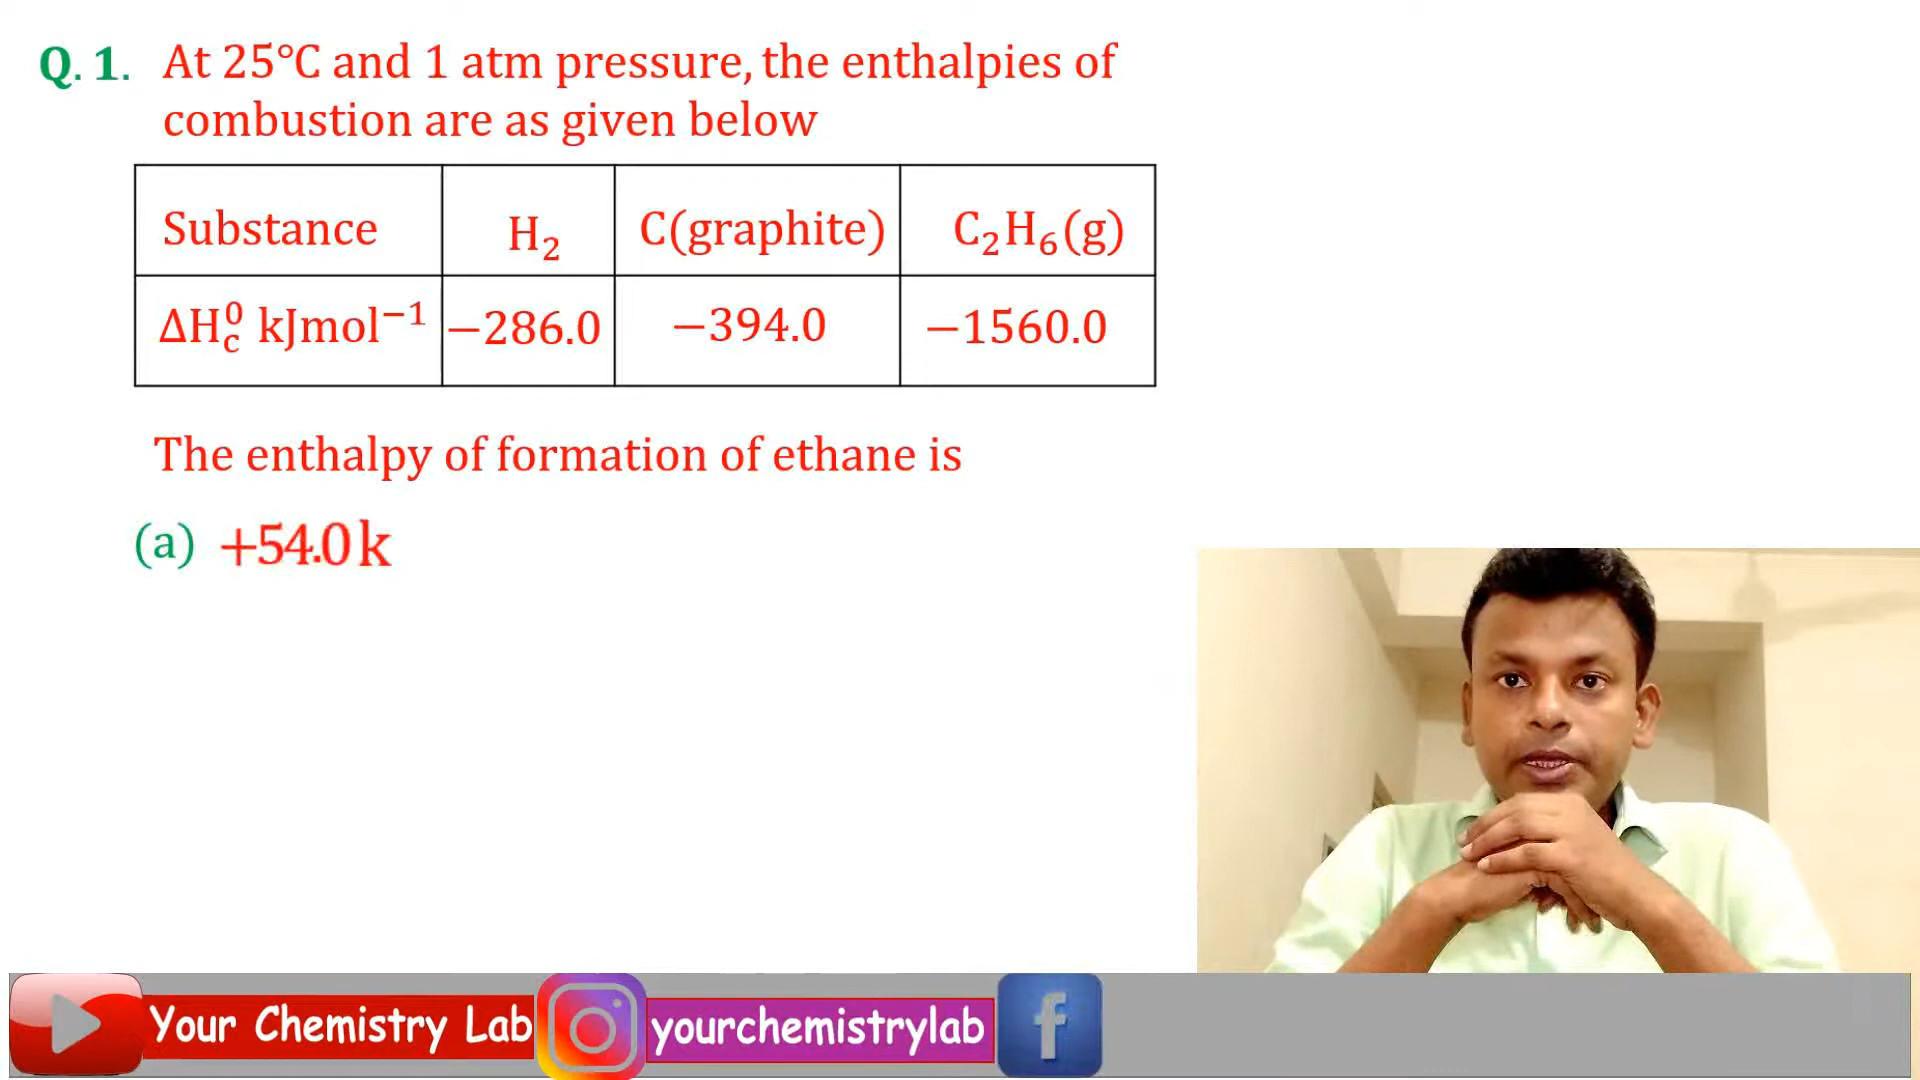 Q. 1. At 25°C and 1 atm pressure, the enthalpies of
combustion are as given below
Substance H₂ C(graphite) C₂H₆(g)
ΔH⁰c kJmol⁻¹ −286.0 −394.0 −1560.0
The enthalpy of formation of ethane is
(a) +54.0 k
Your Chemistry Lab yourchemistrylab f